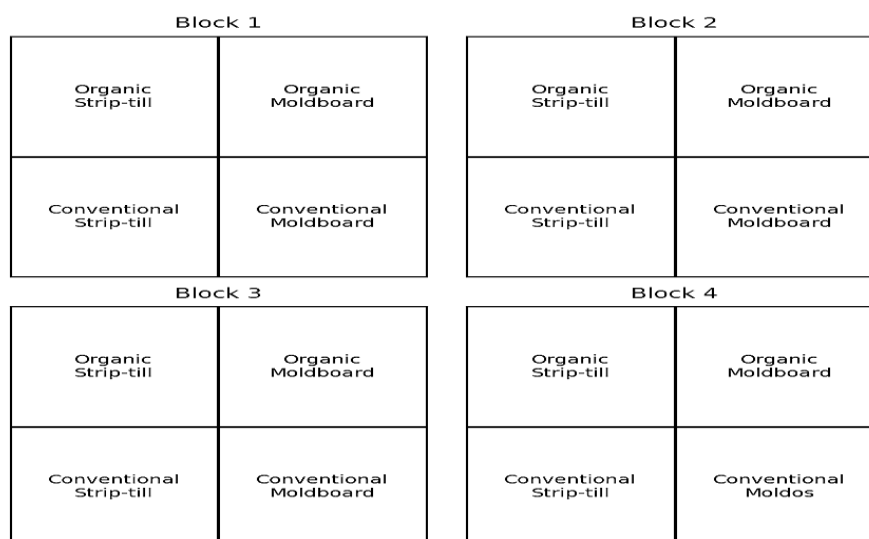 Block 1
Block 2
Organic
Strip-till
Organic
Moldboard
Organic
Strip-till
Organic
Moldboard
Conventional
Strip-till
Conventional
Moldboard
Conventional
Strip-till
Conventional
Moldboard
Block 3
Block 4
Organic
Strip-till
Organic
Moldboard
Organic
Strip-till
Organic
Moldboard
Conventional
Strip-till
Conventional
Moldboard
Conventional
Strip-till
Conventional
Moldos